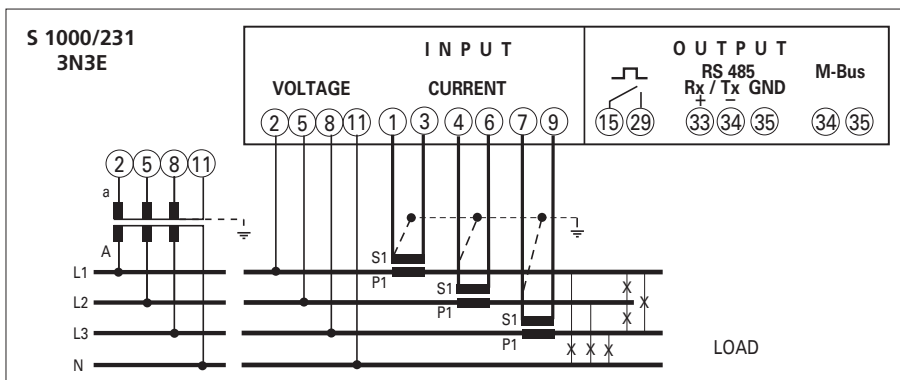 S 1000/231
3N3E
INPUT
OUTPUT
VOLTAGE
CURRENT
RS 485
Rx / Tx GND
+ −
M-Bus
2 5 8 11 1 3 4 6 7 9 15 29 33 34 35 34 35
2 5 8 11
a
A
L1
S1
P1
L2
S1
P1
L3
S1
P1
N
X
X
X
X X X
LOAD